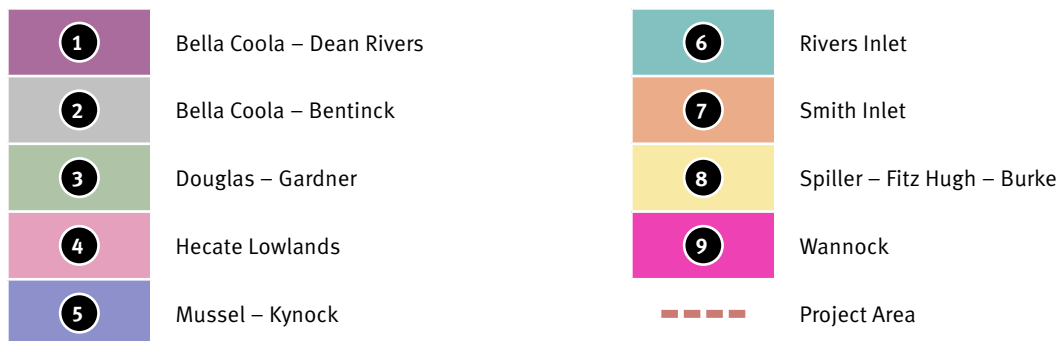 1 Bella Coola – Dean Rivers
2 Bella Coola – Bentinck
3 Douglas – Gardner
4 Hecate Lowlands
5 Mussel – Kynock
6 Rivers Inlet
7 Smith Inlet
8 Spiller – Fitz Hugh – Burke
9 Wannock
Project Area